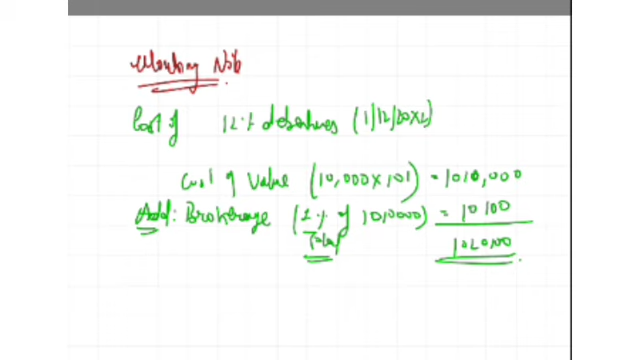 Working Note
Cost of 12% debentures (1/12/20X2)
Cost of Value (10,000 x 101) = 1010,000
Add: Brokerage (1% of 1010000) = 10100
Total